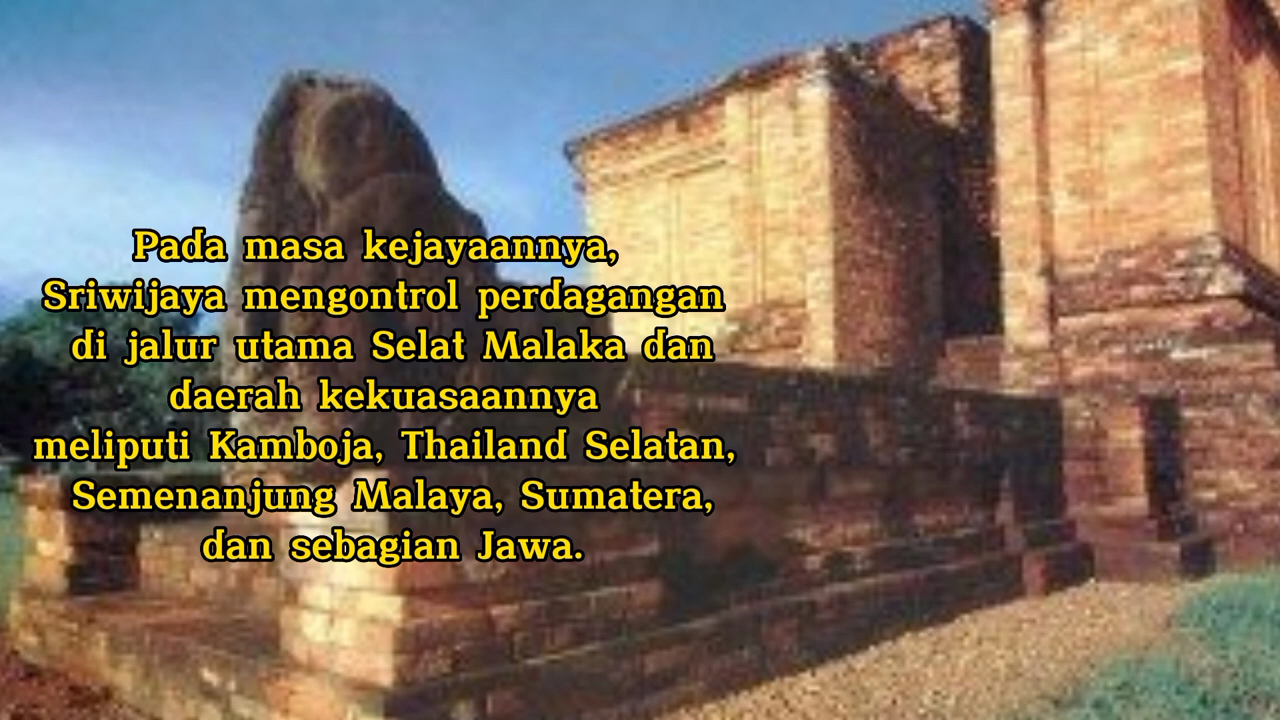 Pada masa kejayaannya,
Sriwijaya mengontrol perdagangan
di jalur utama Selat Malaka dan
daerah kekuasaannya
meliputi Kamboja, Thailand Selatan,
Semenanjung Malaya, Sumatera,
dan sebagian Jawa.